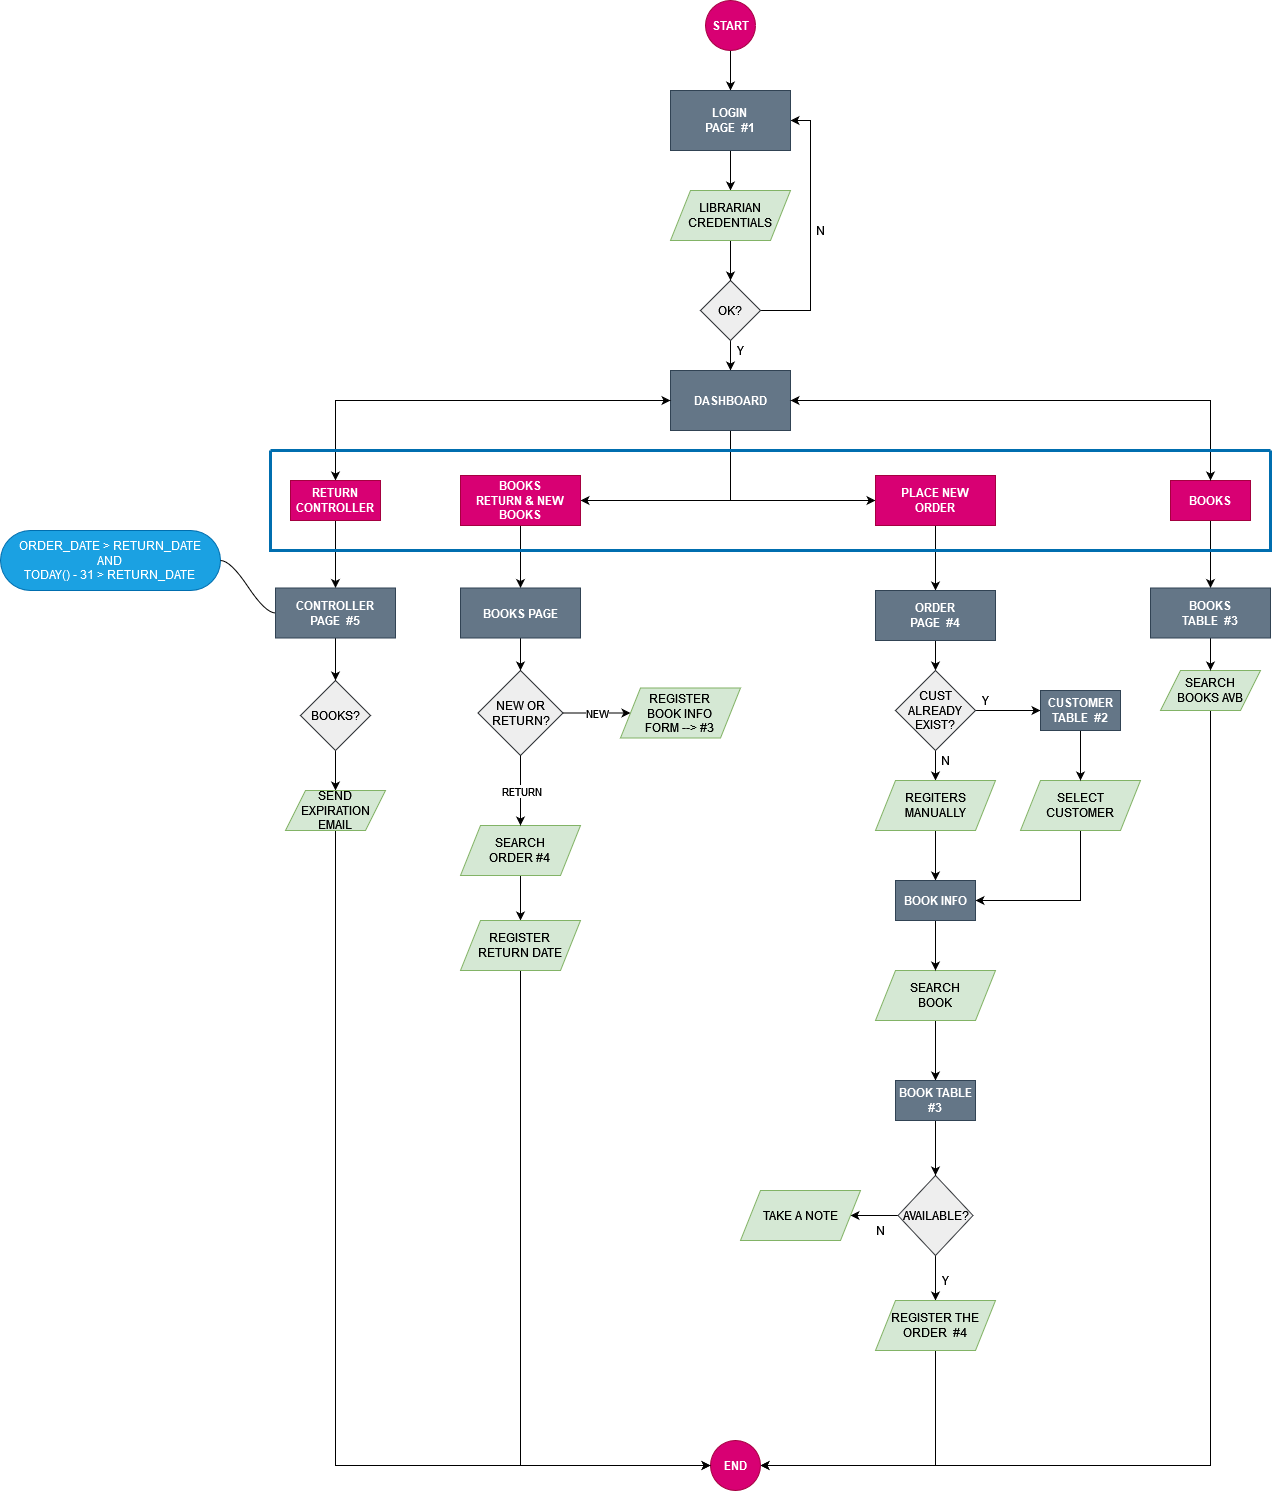 START
LOGIN
PAGE #1
LIBRARIAN
CREDENTIALS
N
OK?
Y
DASHBOARD
RETURN
CONTROLLER
BOOKS
RETURN & NEW
BOOKS
PLACE NEW
ORDER
BOOKS
ORDER_DATE > RETURN_DATE
AND
TODAY() - 31 > RETURN_DATE
CONTROLLER
PAGE #5
BOOKS PAGE
ORDER
PAGE #4
BOOKS
TABLE #3
BOOKS?
NEW OR
RETURN?
NEW
REGISTER
BOOK INFO
FORM --> #3
CUST
ALREADY
EXIST?
Y
CUSTOMER
TABLE #2
SEARCH
BOOKS AVB
N
RETURN
SEND
EXPIRATION
EMAIL
REGITERS
MANUALLY
SELECT
CUSTOMER
SEARCH
ORDER #4
BOOK INFO
REGISTER
RETURN DATE
SEARCH
BOOK
BOOK TABLE
#3
TAKE A NOTE
N
AVAILABLE?
Y
REGISTER THE
ORDER #4
END